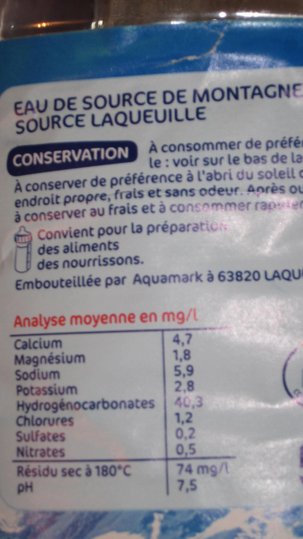 EAU DE SOURCE DE MONTAGNE
SOURCE LAQUEUILLE
CONSERVATION
À consommer de
le : voir sur le bas de la
À conserver de préférence à l'abri du soleil
endroit propre, frais et sans odeur. Après
à conserver au frais et à consommer
Convient pour la préparation
des aliments
des nourrissons.
Embouteillée par Aquamark à 63820
Analyse moyenne en mg/l
Calcium 4,7
Magnésium 1,8
Sodium 5,9
Potassium 2,8
Hydrogénocarbonates 40,3
Chlorures 1,2
Sulfates 0,2
Nitrates 0,5
Résidu sec à 180°C 74 mg/l
pH 7,5